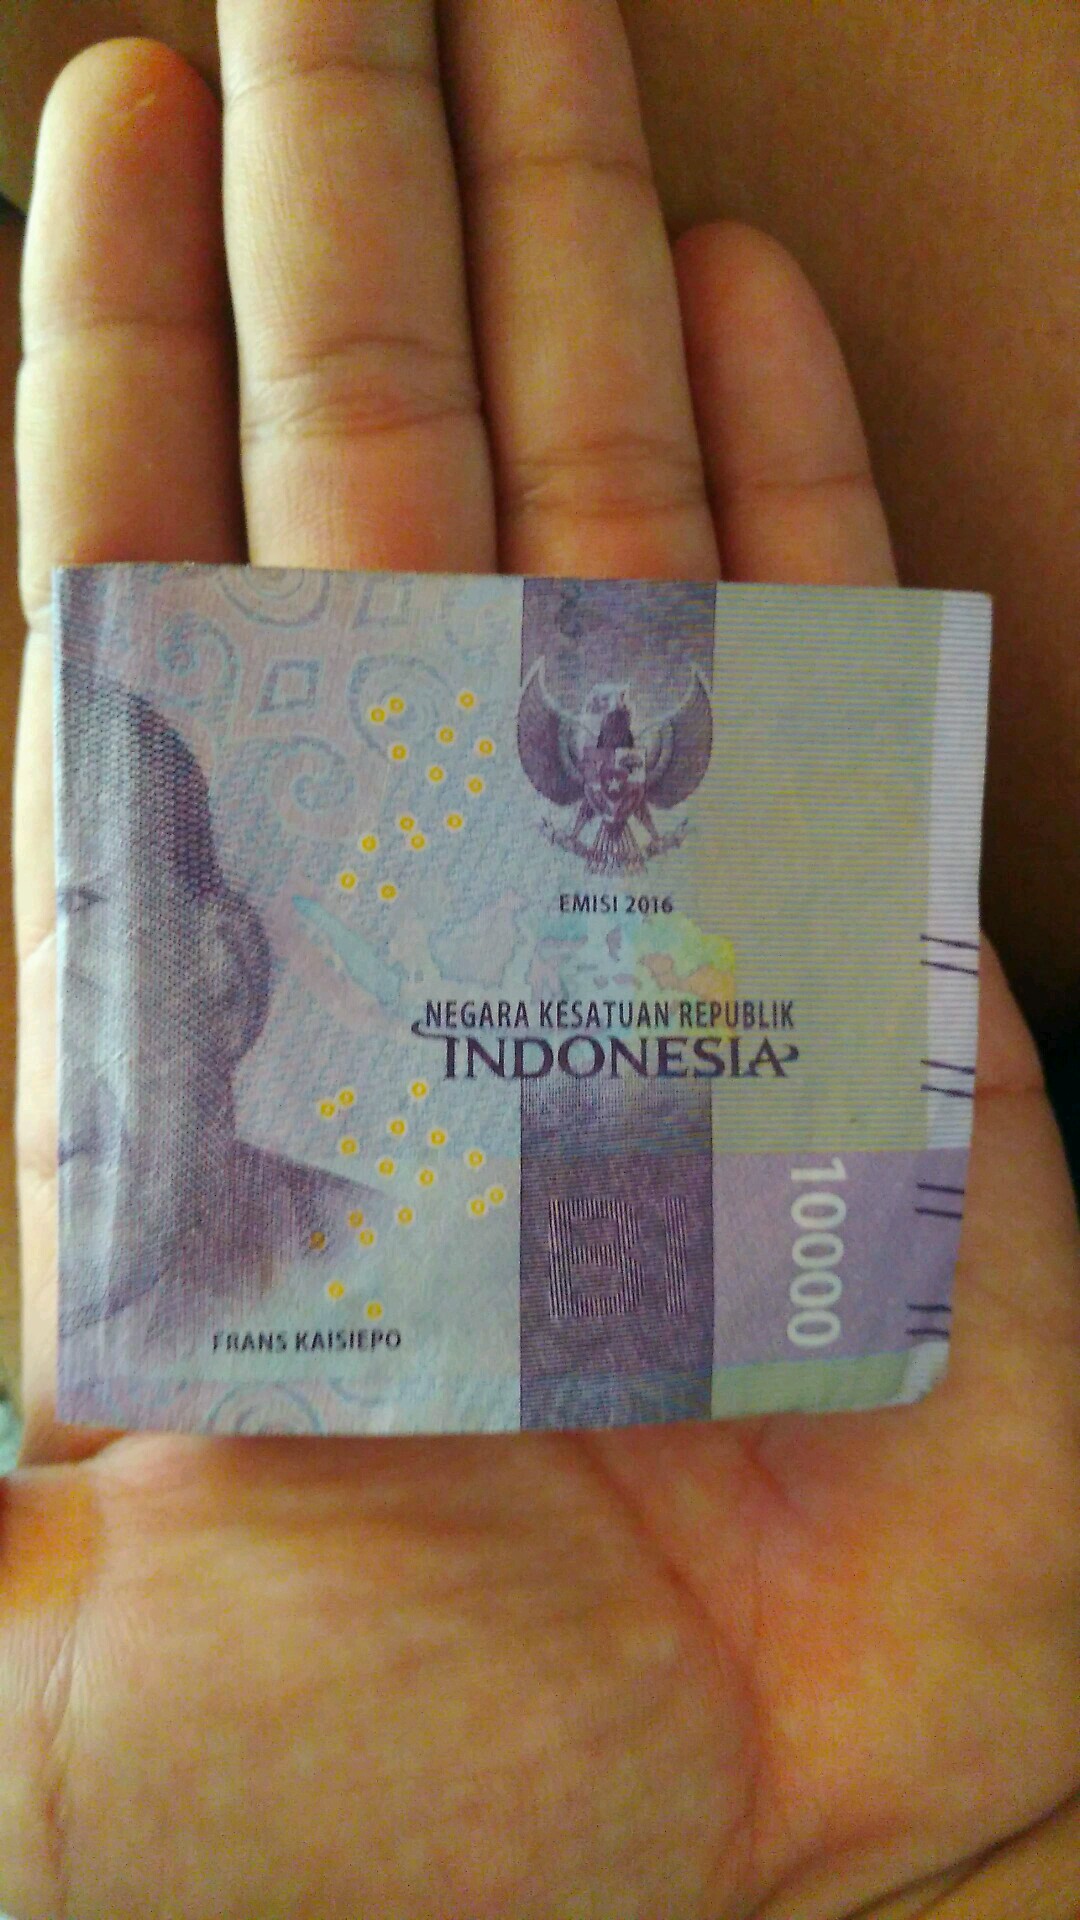 EMISI 2016
NEGARA KESATUAN REPUBLIK
INDONESIA
BI
10000
FRANS KAISIEPO